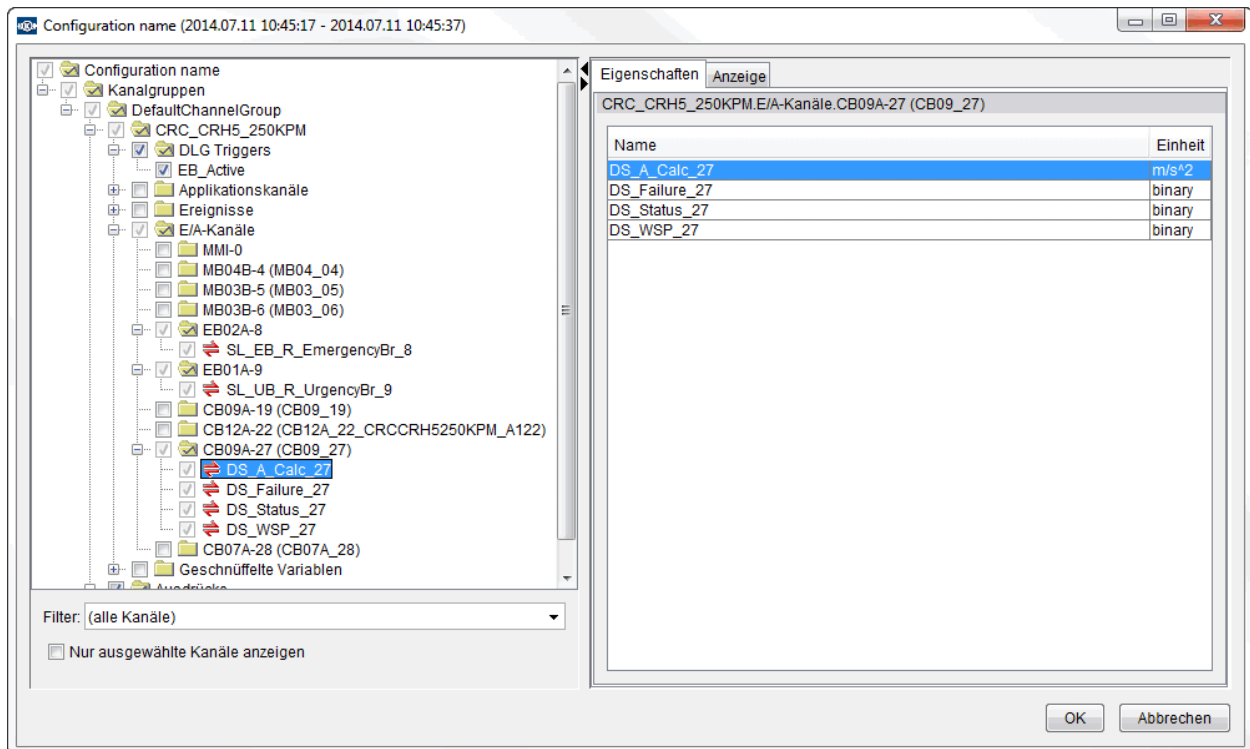 Configuration name (2014.07.11 10:45:17 - 2014.07.11 10:45:37)
Configuration name
Kanalgruppen
DefaultChannelGroup
CRC_CRH5_250KPM
DLG Triggers
EB_Active
Applikationskanäle
Ereignisse
E/A-Kanäle
MMI-0
MB04B-4 (MB04_04)
MB03B-5 (MB03_05)
MB03B-6 (MB03_06)
EB02A-8
SL_EB_R_EmergencyBr_8
EB01A-9
SL_UB_R_UrgencyBr_9
CB09A-19 (CB09_19)
CB12A-22 (CB12A_22_CRCCRH5250KPM_A122)
CB09A-27 (CB09_27)
DS_A_Calc_27
DS_Failure_27
DS_Status_27
DS_WSP_27
CB07A-28 (CB07A_28)
Geschnüffelte Variablen
Ausdrücke
Filter: (alle Kanäle)
Nur ausgewählte Kanäle anzeigen
Eigenschaften Anzeige
CRC_CRH5_250KPM.E/A-Kanäle.CB09A-27 (CB09_27)
Name Einheit
DS_A_Calc_27 m/s^2
DS_Failure_27 binary
DS_Status_27 binary
DS_WSP_27 binary
OK Abbrechen